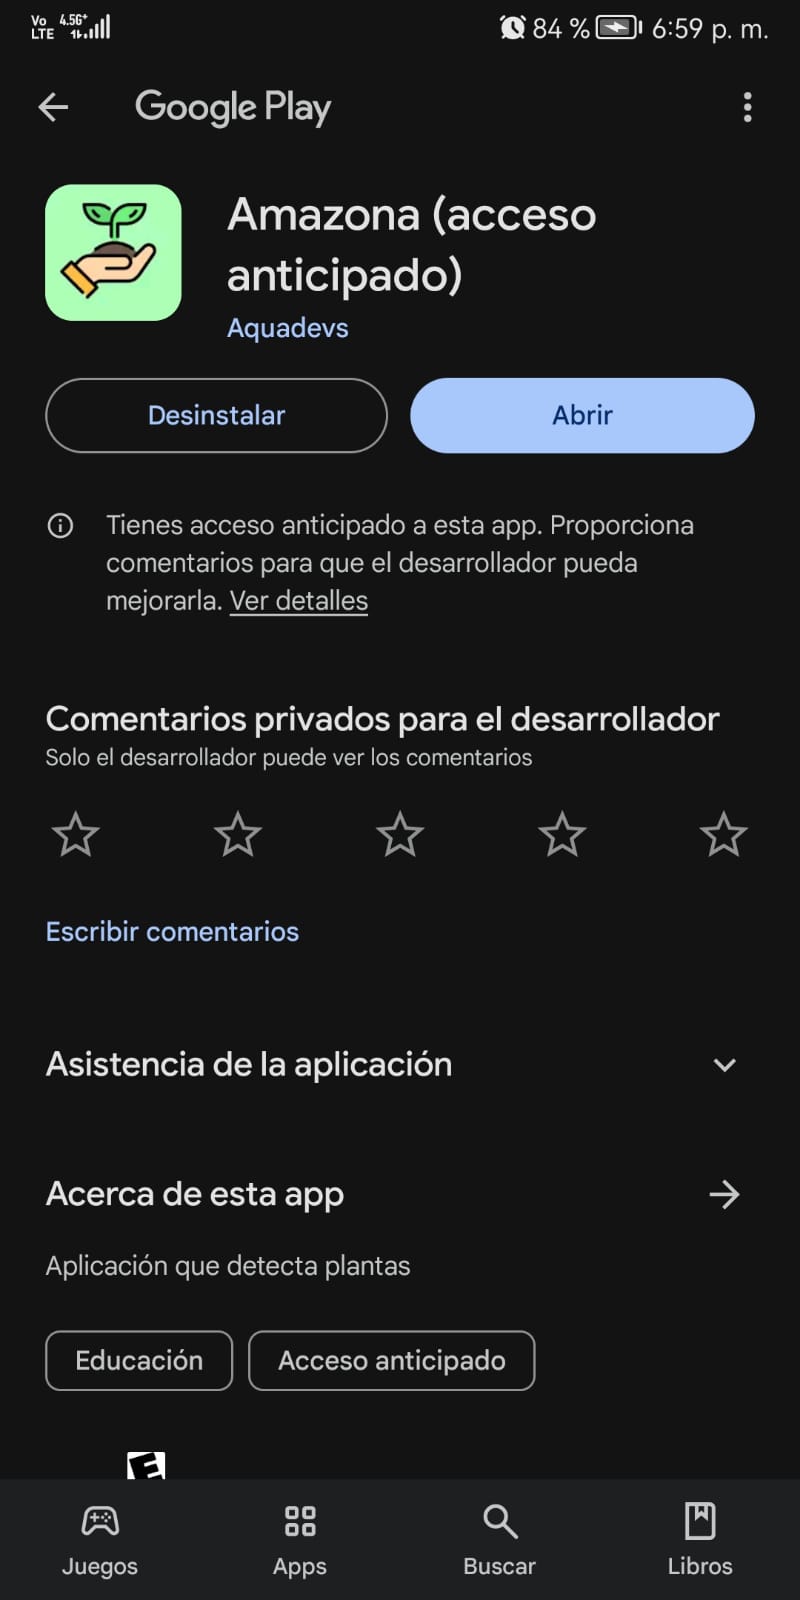 Vo LTE 4.5G+ 84 % 6:59 p. m.
Google Play
Amazona (acceso
anticipado)
Aquadevs
Desinstalar Abrir
Tienes acceso anticipado a esta app. Proporciona
comentarios para que el desarrollador pueda
mejorarla. Ver detalles
Comentarios privados para el desarrollador
Solo el desarrollador puede ver los comentarios
Escribir comentarios
Asistencia de la aplicación
Acerca de esta app
Aplicación que detecta plantas
Educación Acceso anticipado
E
Juegos Apps Buscar Libros